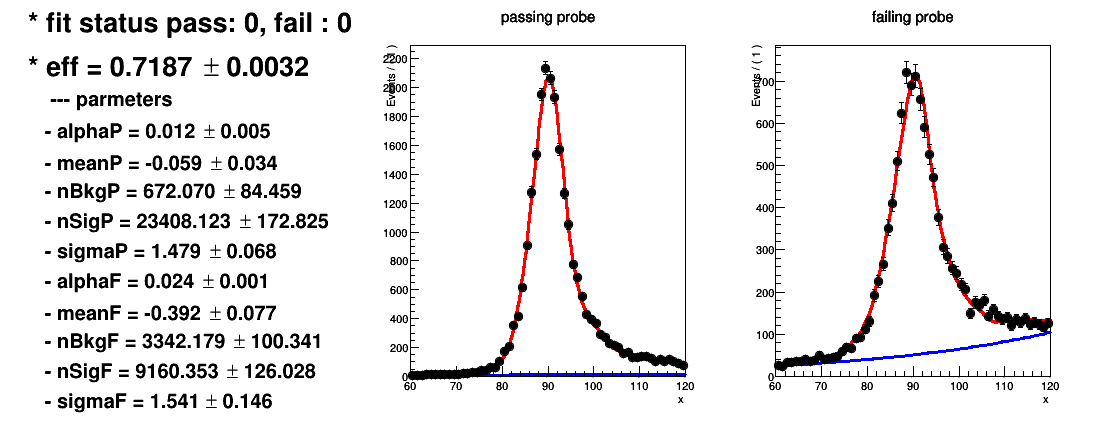 * fit status pass: 0, fail : 0
* eff = 0.7187 ± 0.0032
--- parmeters
- alphaP = 0.012 ± 0.005
- meanP = -0.059 ± 0.034
- nBkgP = 672.070 ± 84.459
- nSigP = 23408.123 ± 172.825
- sigmaP = 1.479 ± 0.068
- alphaF = 0.024 ± 0.001
- meanF = -0.392 ± 0.077
- nBkgF = 3342.179 ± 100.341
- nSigF = 9160.353 ± 126.028
- sigmaF = 1.541 ± 0.146
passing probe
Events / ( 1 )
2200
2000
1800
1600
1400
1200
1000
800
600
400
200
0
60 70 80 90 100 110 120
x
failing probe
Events / ( 1 )
700
600
500
400
300
200
100
0
60 70 80 90 100 110 120
x